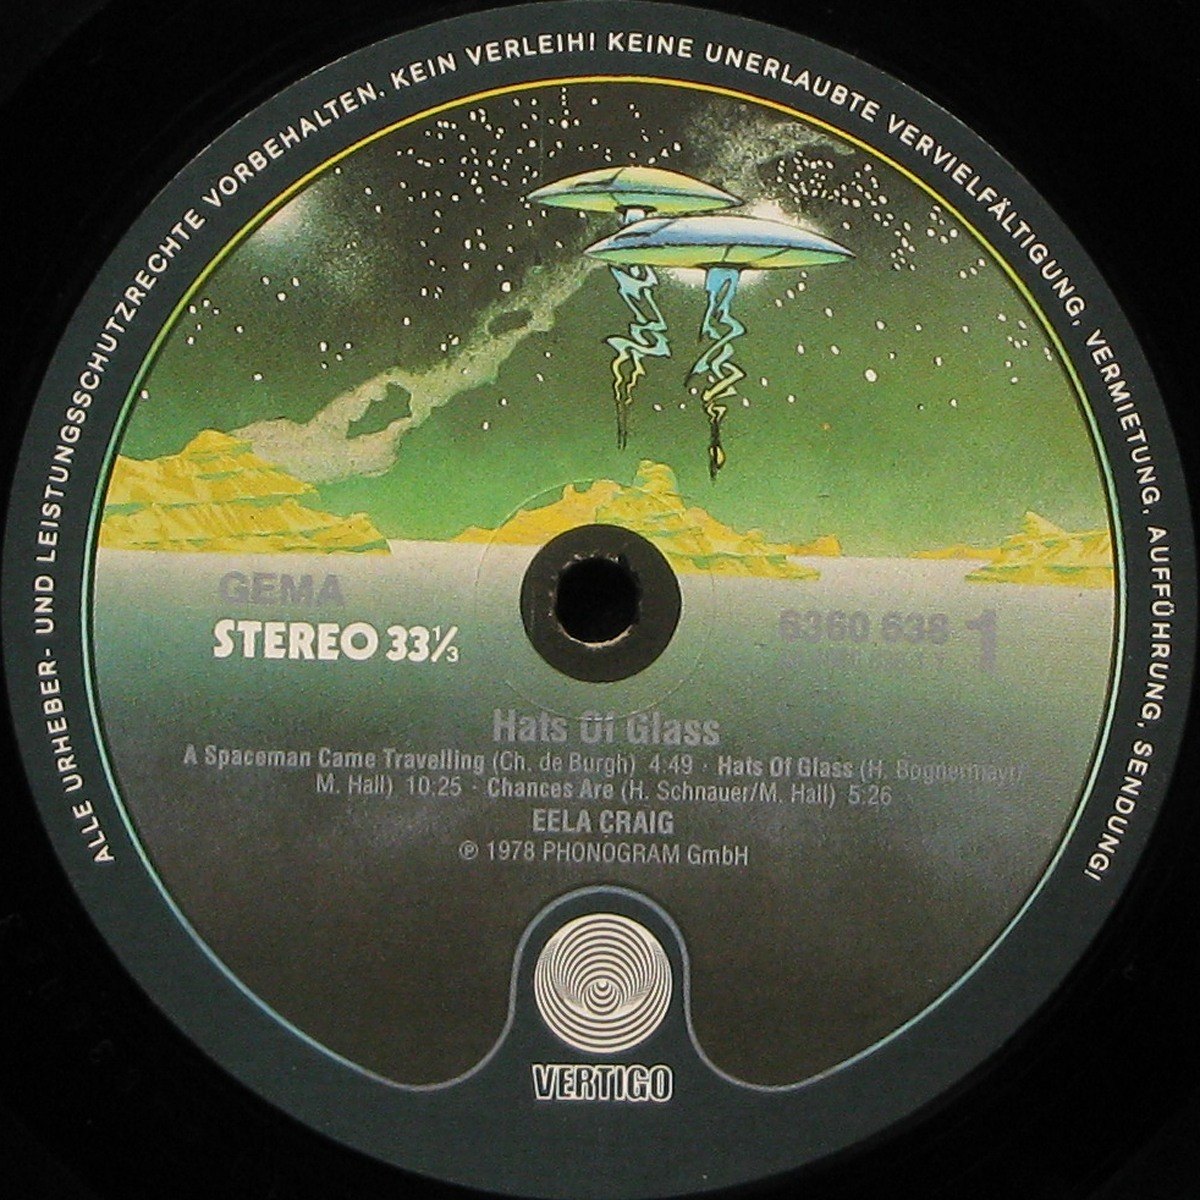 ALLE URHEBER- UND LEISTUNGSSCHUTZRECHTE VORBEHALTEN. KEIN VERLEIH! KEINE UNERLAUBTE VERVIELFÄLTIGUNG, VERMIETUNG, AUFFÜHRUNG, SENDUNG!
GEMA
STEREO 33⅓
6360 638 1
Hats Of Glass
A Spaceman Came Travelling (Ch. de Burgh) 4:49 · Hats Of Glass (H. Bognermayr/
M. Hall) 10:25 · Chances Are (H. Schnauer/M. Hall) 5:26
EELA CRAIG
℗ 1978 PHONOGRAM GmbH
VERTIGO